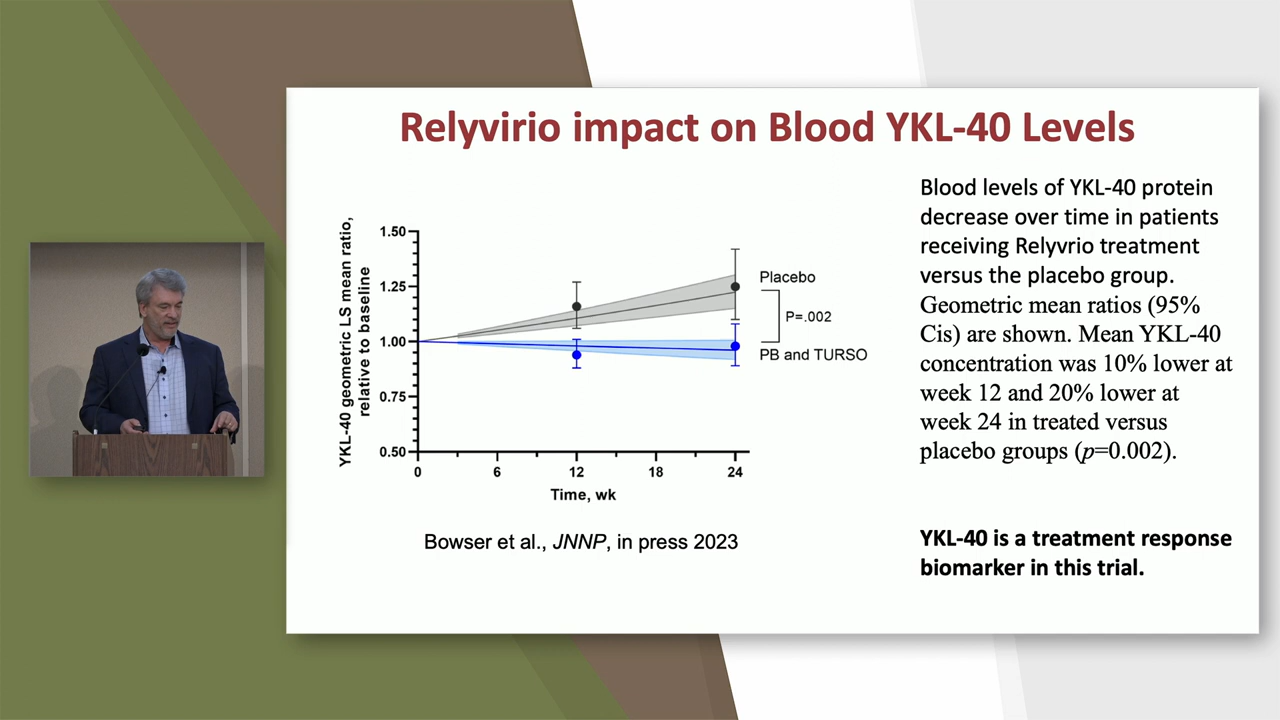 Relyvirio impact on Blood YKL-40 Levels
YKL-40 geometric LS mean ratio,
relative to baseline
1.50
1.25
1.00
0.75
0.50
0
6
12
18
24
Time, wk
Placebo
P=.002
PB and TURSO
Bowser et al., JNNP, in press 2023
Blood levels of YKL-40 protein
decrease over time in patients
receiving Relyvrio treatment
versus the placebo group.
Geometric mean ratios (95%
Cis) are shown. Mean YKL-40
concentration was 10% lower at
week 12 and 20% lower at
week 24 in treated versus
placebo groups (p=0.002).
YKL-40 is a treatment response
biomarker in this trial.